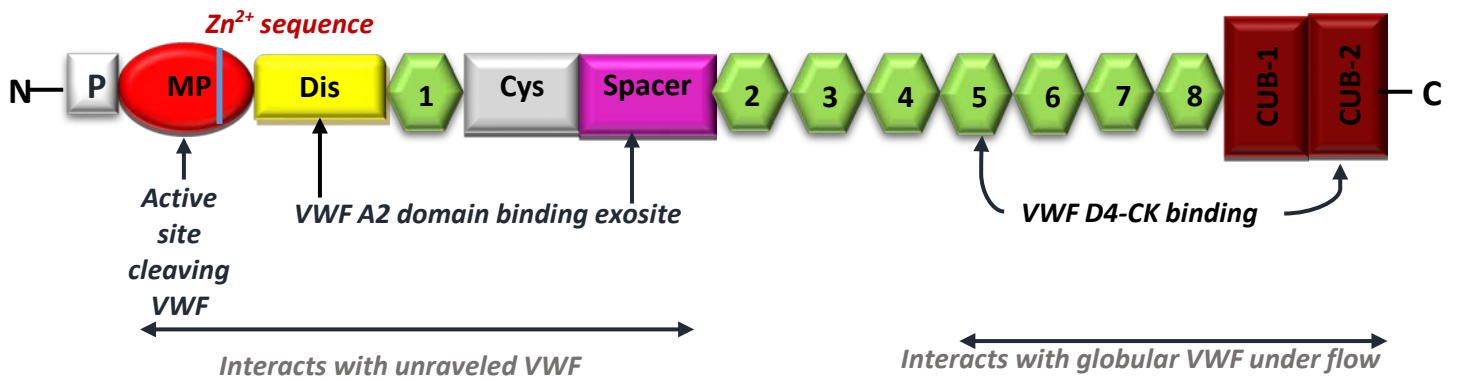 Zn²⁺ sequence
N
P
MP
Dis
1
Cys
Spacer
2
3
4
5
6
7
8
CUB-1
CUB-2
C
Active
site
cleaving
VWF
VWF A2 domain binding exosite
VWF D4-CK binding
Interacts with unraveled VWF
Interacts with globular VWF under flow